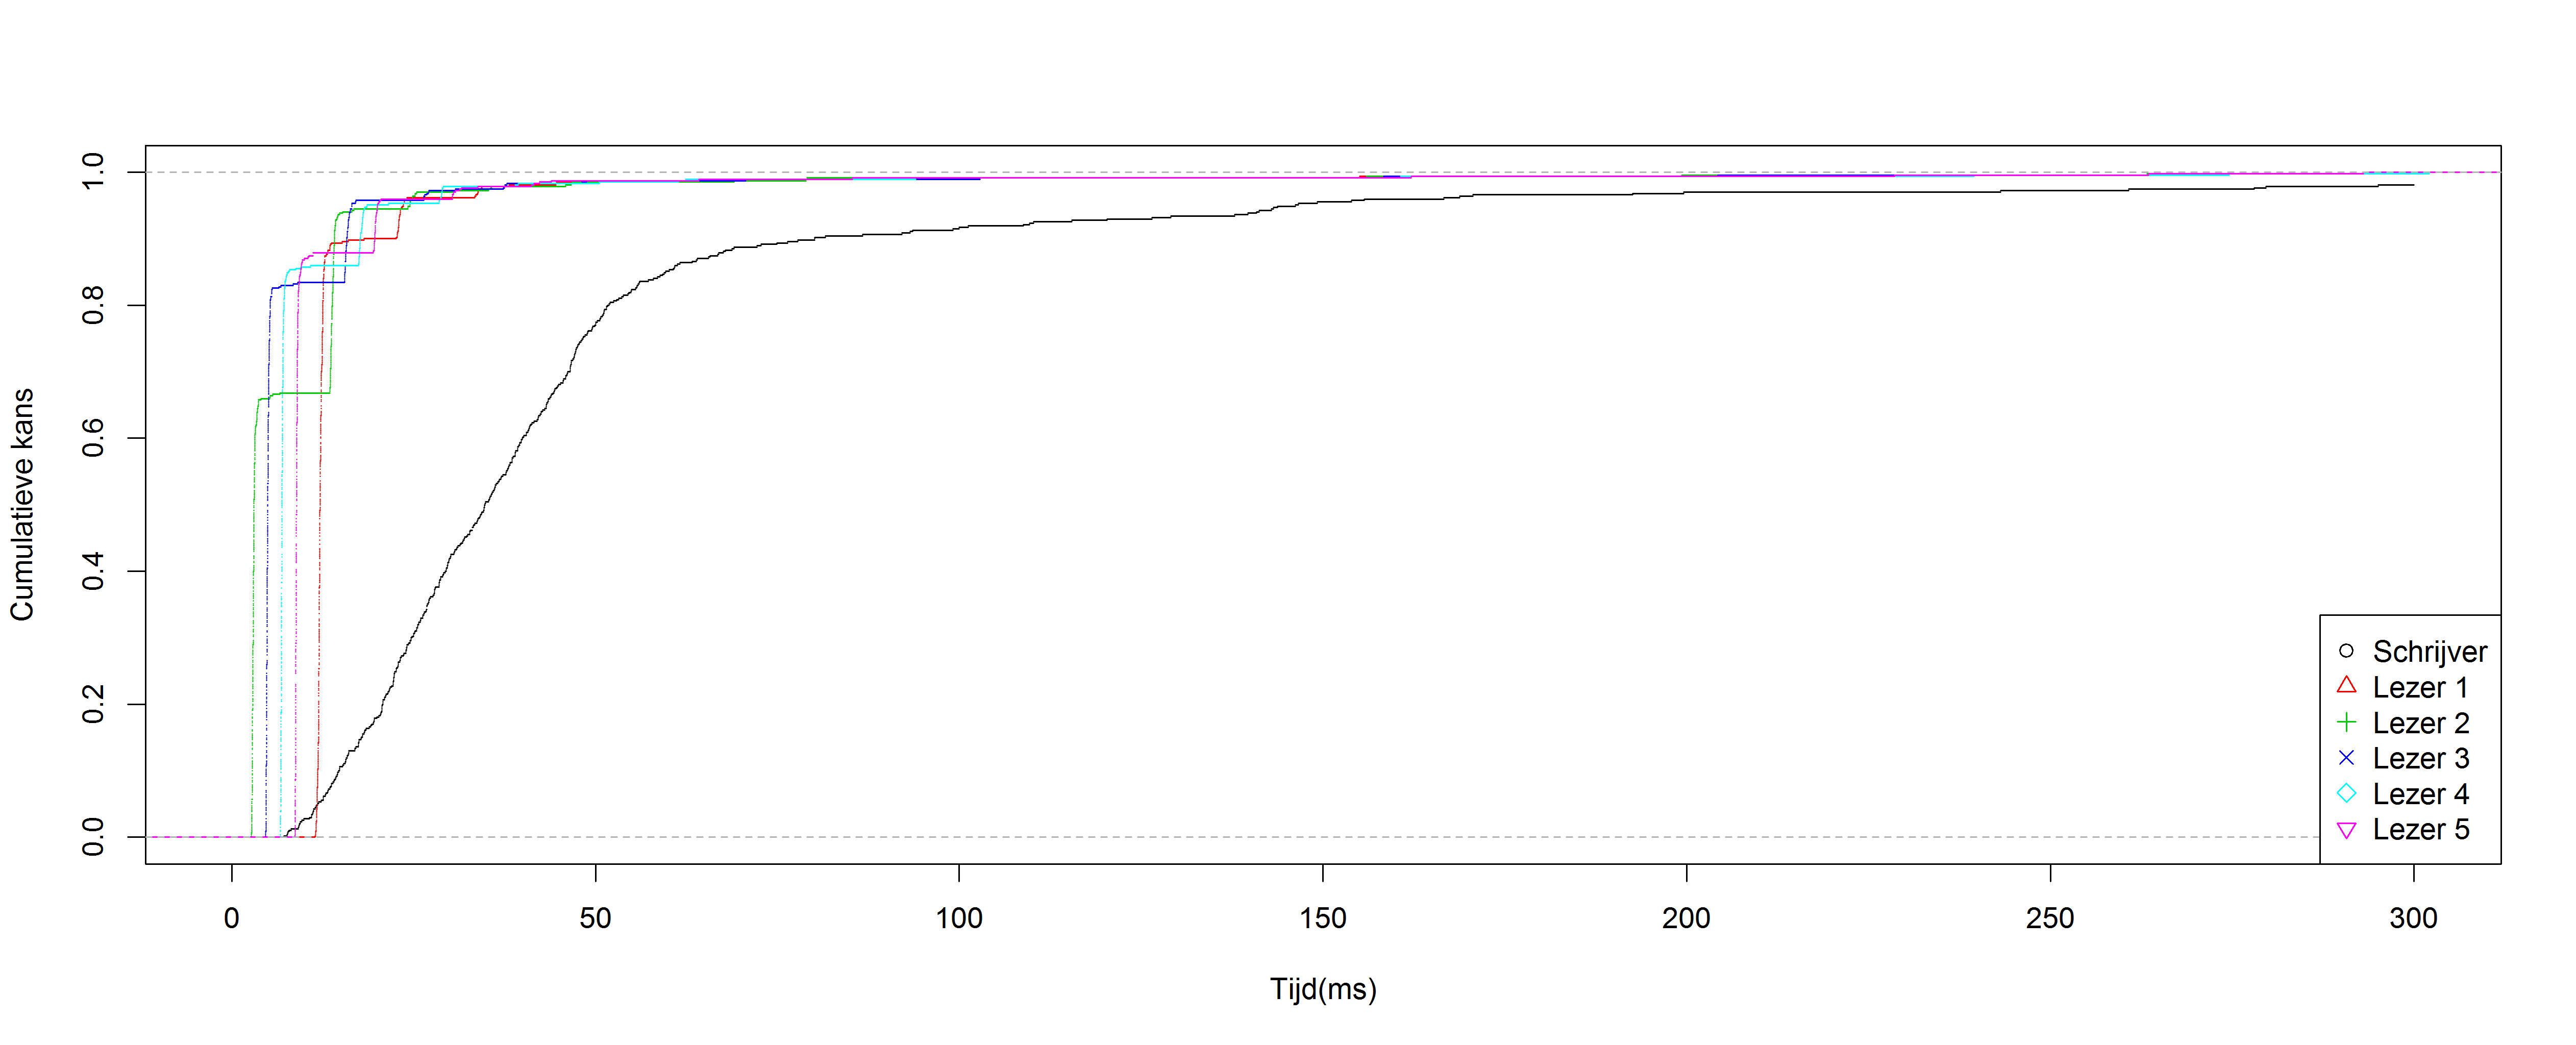 Cumulatieve kans
1.0
0.8
0.6
0.4
0.2
0.0
0 50 100 150 200 250 300
Tijd(ms)
Schrijver
Lezer 1
Lezer 2
Lezer 3
Lezer 4
Lezer 5